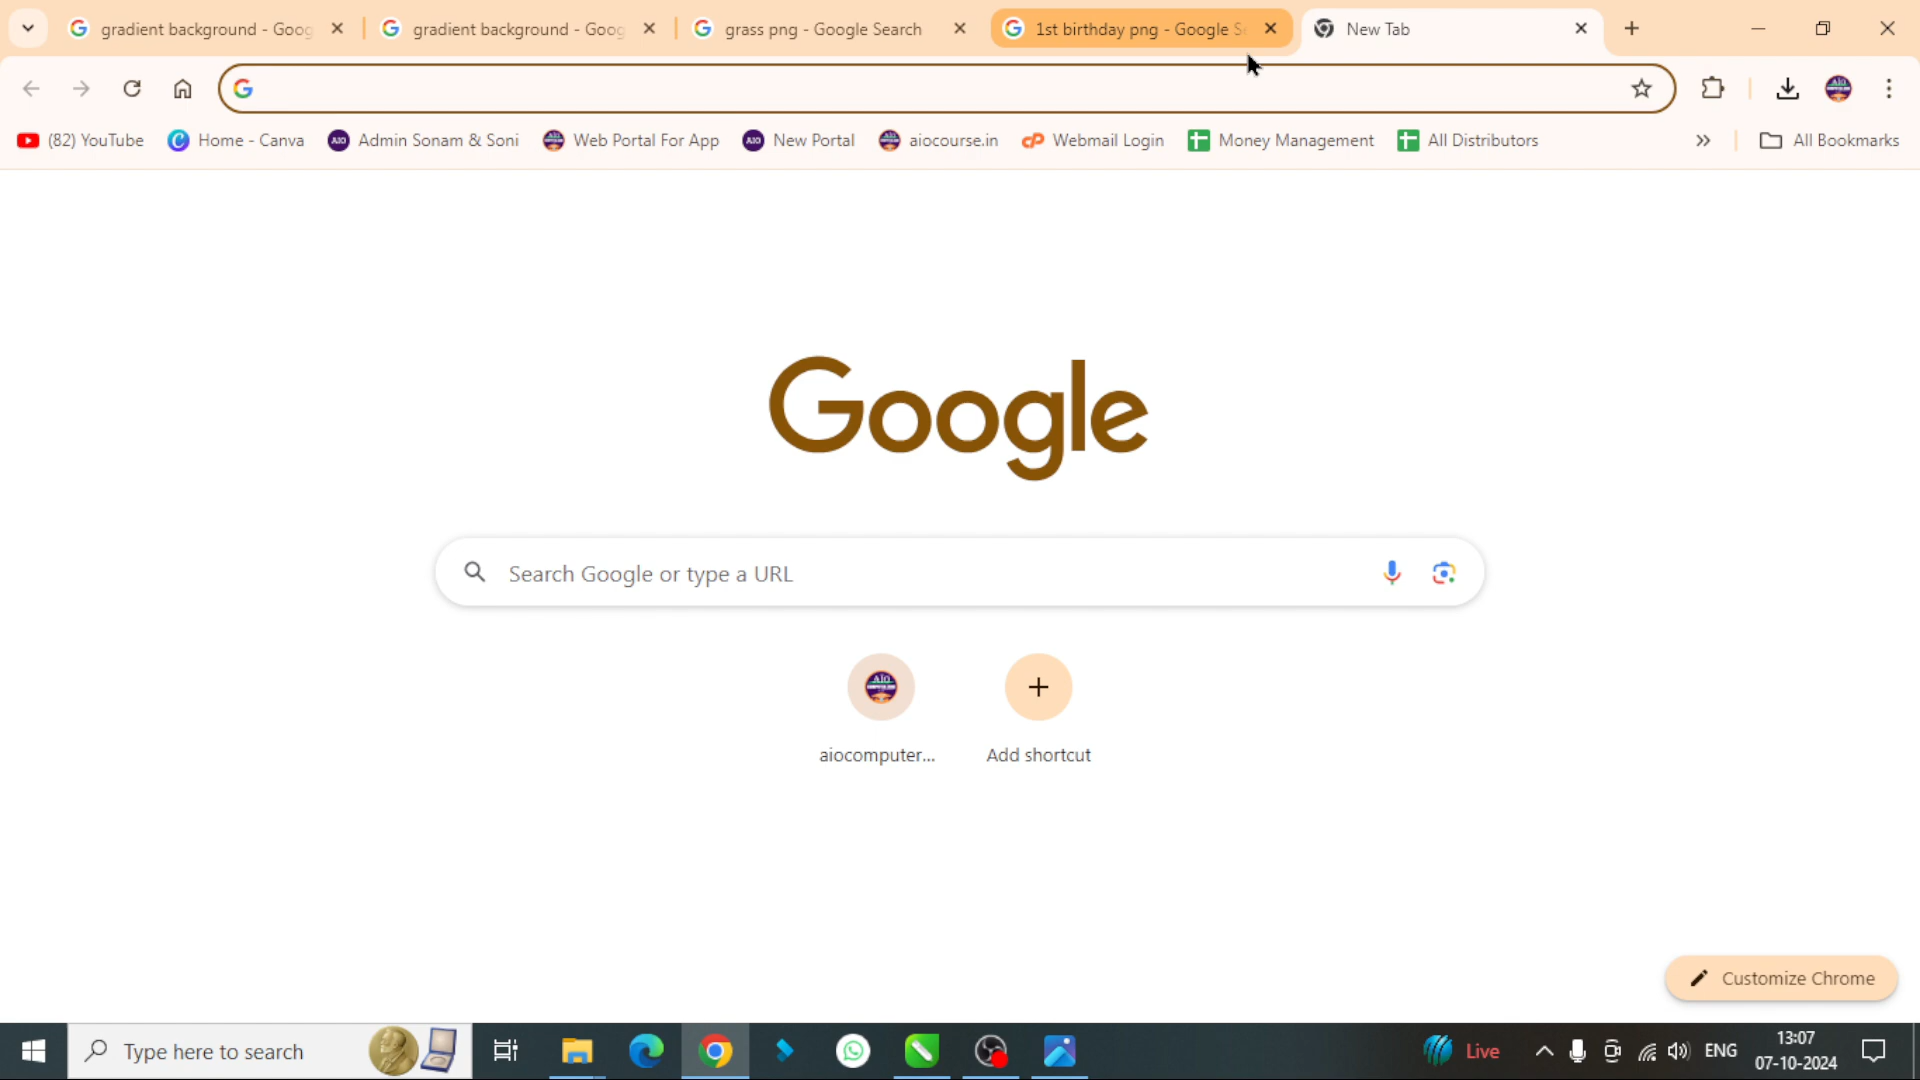 gradient background - Goog
gradient background - Goog
grass png - Google Search
1st birthday png - Google Se
New Tab
(82) YouTube
Home - Canva
Admin Sonam & Soni
Web Portal For App
New Portal
aiocourse.in
Webmail Login
Money Management
All Distributors
All Bookmarks
Google
Search Google or type a URL
aiocomputer...
Add shortcut
Customize Chrome
Type here to search
Live
ENG
13:07
07-10-2024